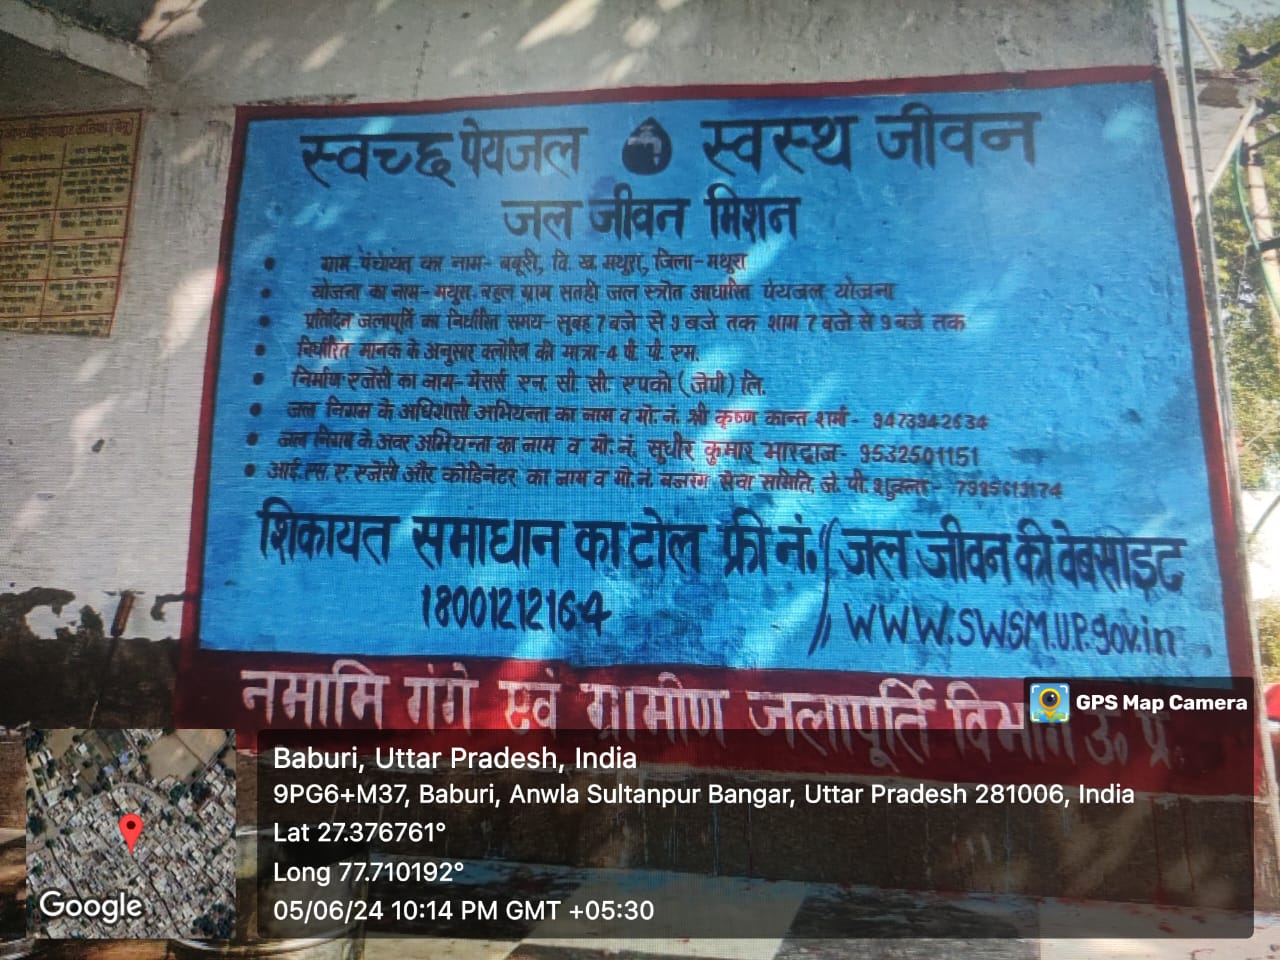 स्वच्छ पेयजल स्वस्थ जीवन
जल जीवन मिशन
ग्राम पंचायत का नाम- बबूरी, वि. ख. मथुरा, जिला-मथुरा
योजना का नाम- मथुरा बहुल ग्राम सतही जल स्त्रोत आधारित पेयजल योजना
प्रतिदिन जलापूर्ति का निर्धारित समय- सुबह 7 बजे से 9 बजे तक शाम 7 बजे से 9 बजे तक
निर्धारित मानक के अनुसार क्लोरिन की मात्रा-4 पी. पी. एम.
निर्माण एजेंसी का नाम- मेसर्स एन. सी. सी. एपको (जेपी) लि.
जल निगम के अधिशासी अभियन्ता का नाम व मो. नं. श्री कृष्ण कान्त शर्मा- 9473942634
जल निगम के अवर अभियन्ता का नाम व मो. नं. सुधीर कुमार भारद्वाज- 9532501151
आई. एस. ए. एजेंसी और कोर्डिनेटर का नाम व मो. नं. बजरंग सेवा समिति, जे. पी. शुक्ला-
शिकायत समाधान का टोल फ्री नं.
18001212164
जल जीवन की वेबसाइट
WWW.SWSM.U.P.gov.in
नमामि गंगे एवं ग्रामीण जलापूर्ति विभाग उ० प्र.
GPS Map Camera
Baburi, Uttar Pradesh, India
9PG6+M37, Baburi, Anwla Sultanpur Bangar, Uttar Pradesh 281006, India
Lat 27.376761°
Long 77.710192°
05/06/24 10:14 PM GMT +05:30
Google